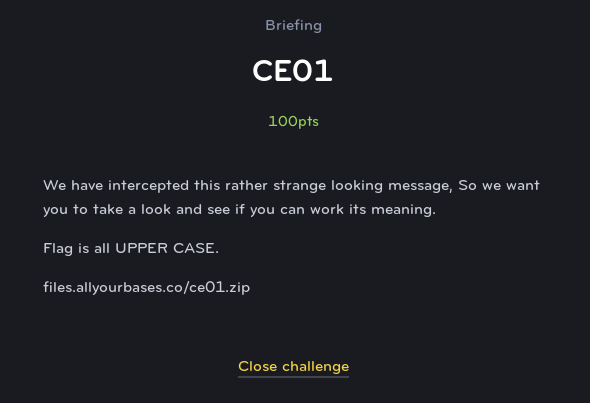 Briefing
CE01
100pts
We have intercepted this rather strange looking message, So we want
you to take a look and see if you can work its meaning.
Flag is all UPPER CASE.
files.allyourbases.co/ce01.zip
Close challenge